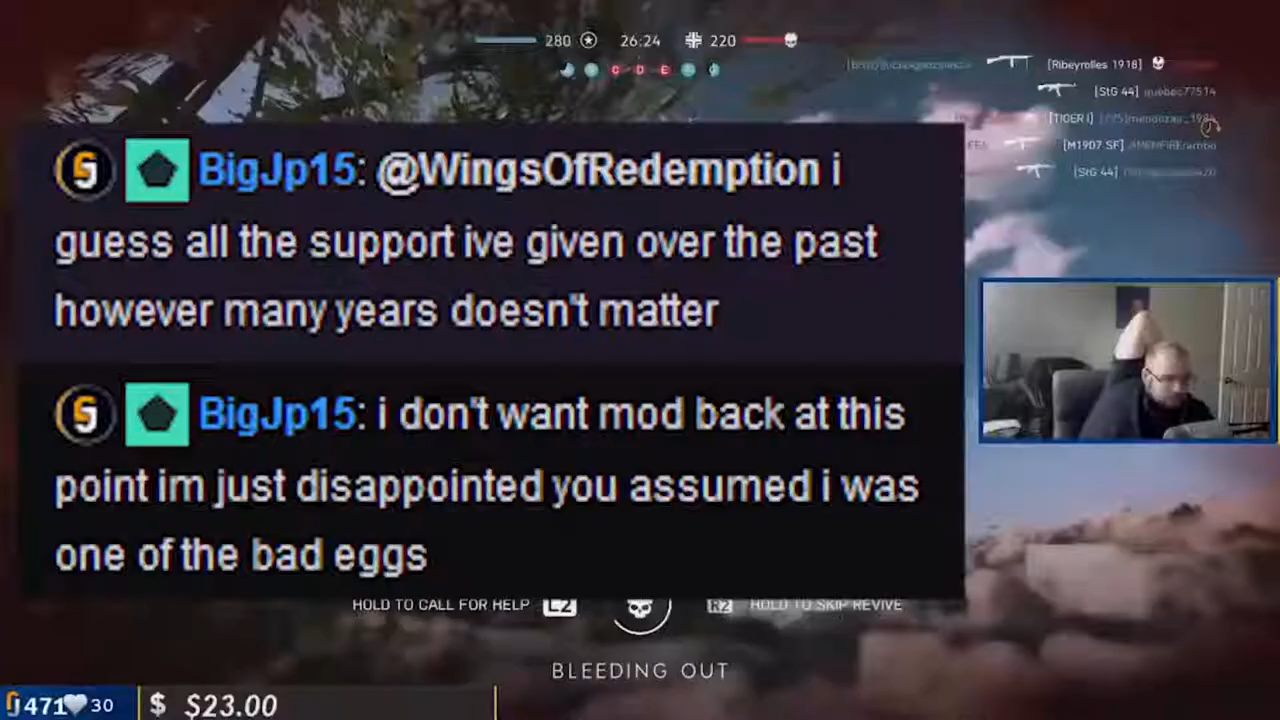 280 26:24 220
[Ribeyrolles 1918]
[StG 44] quebec77514
[TIGER I]
[M1907 SF]
[StG 44]
BigJp15: @WingsOfRedemption i
guess all the support ive given over the past
however many years doesn't matter
BigJp15: i don't want mod back at this
point im just disappointed you assumed i was
one of the bad eggs
HOLD TO CALL FOR HELP L2 R2 HOLD TO SKIP REVIVE
BLEEDING OUT
471 30 $ $23.00